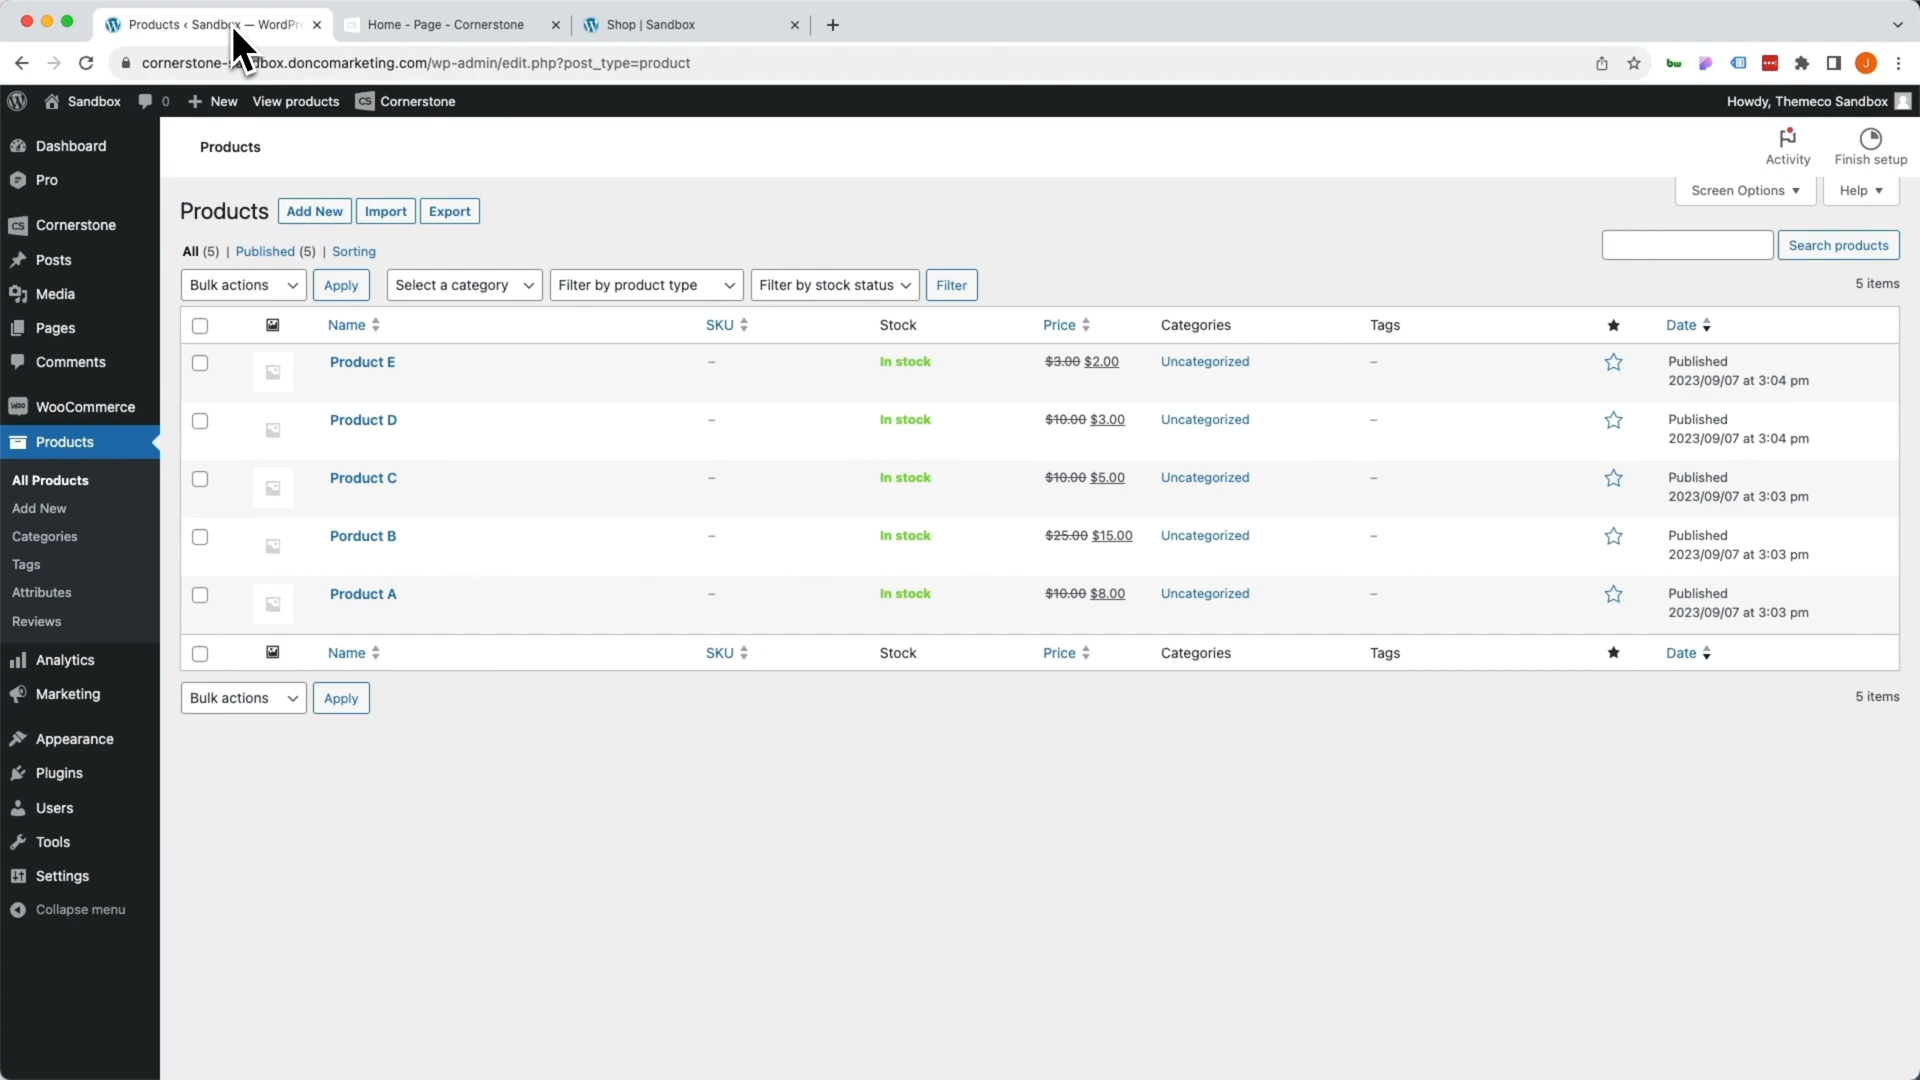 Products ‹ Sandbox — WordPre
Home - Page - Cornerstone
Shop | Sandbox
cornerstone-sandbox.doncomarketing.com/wp-admin/edit.php?post_type=product
bw
J
Sandbox
0
New
View products
CS Cornerstone
Howdy, Themeco Sandbox
Dashboard
Pro
CS Cornerstone
Posts
Media
Pages
Comments
WOO WooCommerce
Products
All Products
Add New
Categories
Tags
Attributes
Reviews
Analytics
Marketing
Appearance
Plugins
Users
Tools
Settings
Collapse menu
Products
Activity
Finish setup
Screen Options
Help
Products
Add New
Import
Export
All (5) | Published (5) | Sorting
Search products
Bulk actions
Apply
Select a category
Filter by product type
Filter by stock status
Filter
5 items
Name SKU Stock Price Categories Tags Date
Product E – In stock $3.00 $2.00 Uncategorized – Published
2023/09/07 at 3:04 pm
Product D – In stock $10.00 $3.00 Uncategorized – Published
2023/09/07 at 3:04 pm
Product C – In stock $10.00 $5.00 Uncategorized – Published
2023/09/07 at 3:03 pm
Porduct B – In stock $25.00 $15.00 Uncategorized – Published
2023/09/07 at 3:03 pm
Product A – In stock $10.00 $8.00 Uncategorized – Published
2023/09/07 at 3:03 pm
Name SKU Stock Price Categories Tags Date
Bulk actions
Apply
5 items